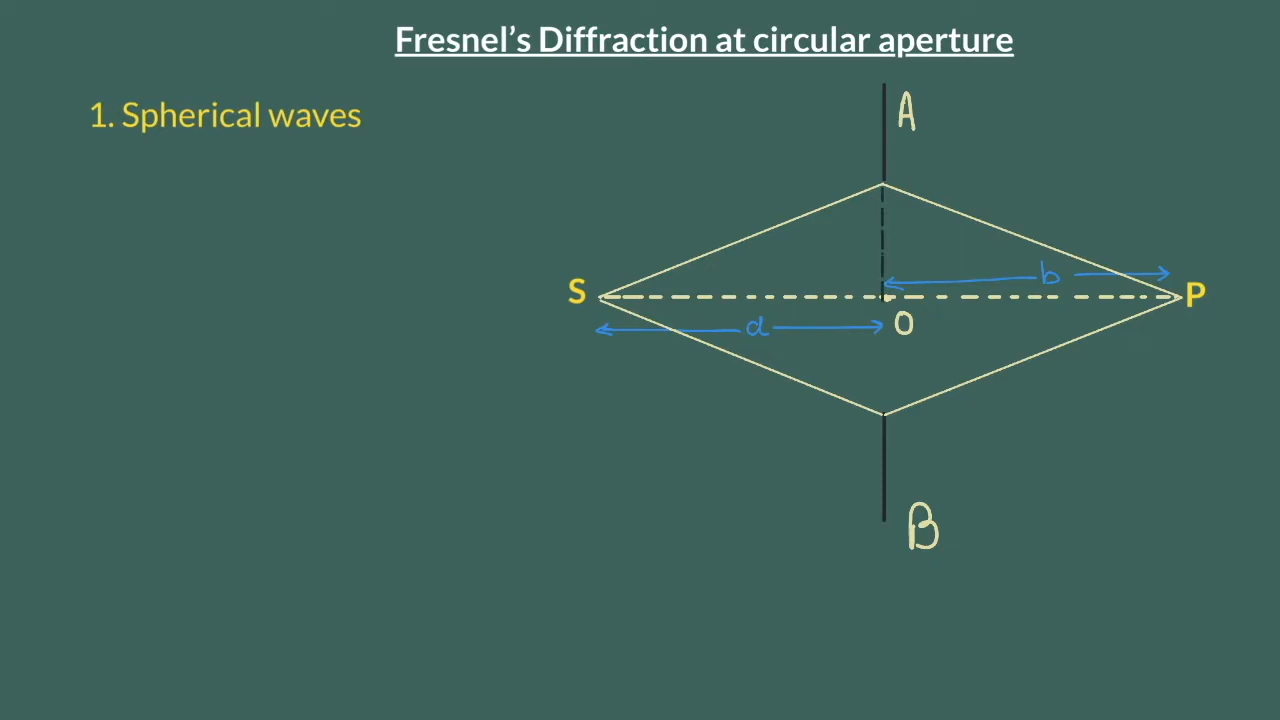 Fresnel’s Diffraction at circular aperture
1. Spherical waves
A
b
S
P
a
O
B